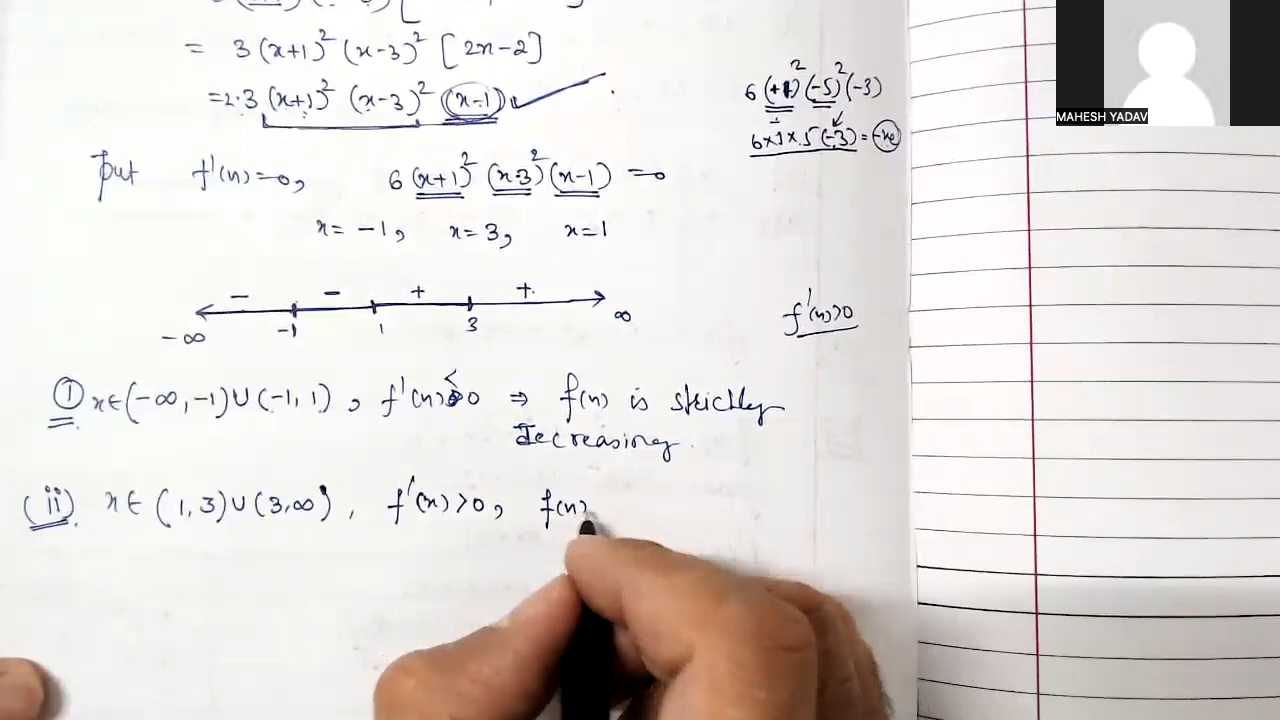 = 3 (x+1)² (x-3)² [2x-2]
= 2·3 (x+1)² (x-3)² (x-1)
6 (+1)² (-5)² (-3)
6×1×5(-3) = -ve
MAHESH YADAV
put f'(x)=0, 6 (x+1)² (x-3)² (x-1) =0
x= -1, x=3, x=1
- - + +
-∞ -1 1 3 ∞
f'(x)>0
① x∈(-∞,-1)∪(-1,1), f'(x)<0 ⇒ f(x) is strictly
Decreasing.
(ii) x∈ (1,3)∪(3,∞), f'(x)>0, f(x)